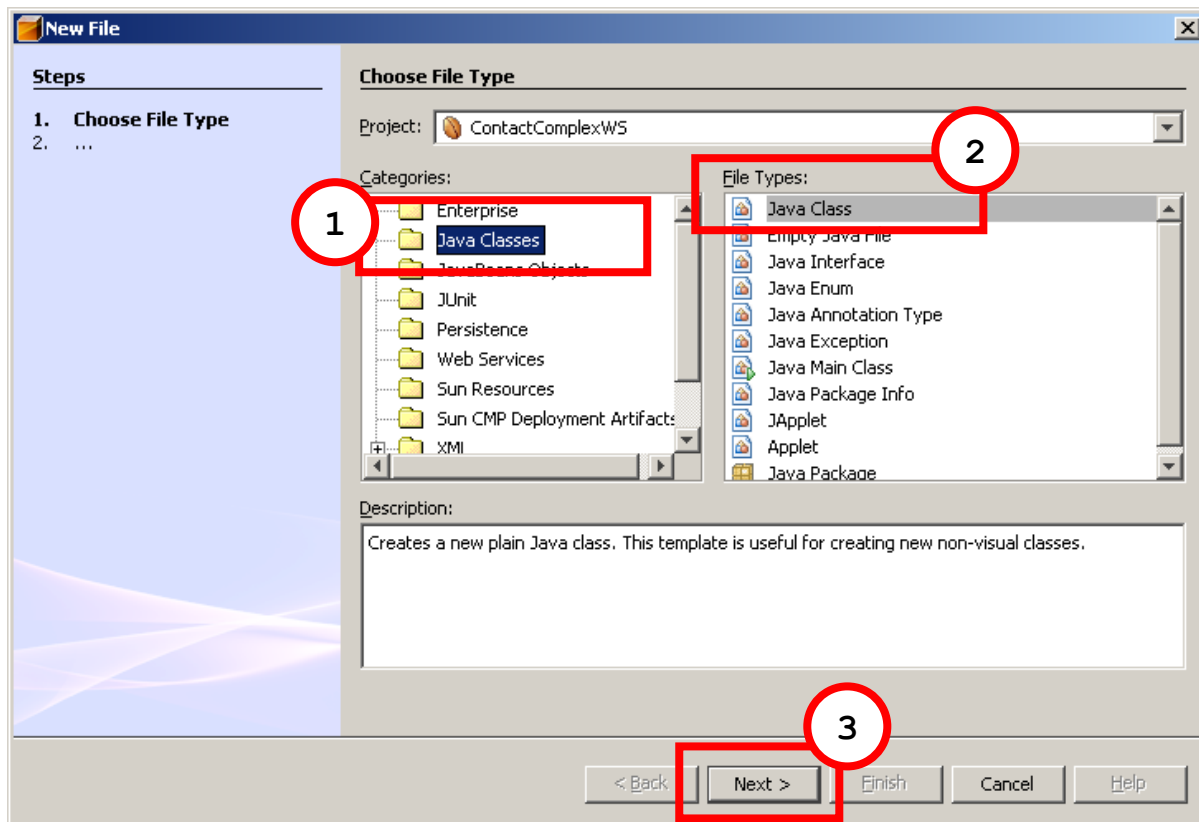 New File
Steps
1. Choose File Type
2. ...
Choose File Type
Project: ContactComplexWS
2
Categories:
1
Enterprise
Java Classes
JavaBeans Objects
JUnit
Persistence
Web Services
Sun Resources
Sun CMP Deployment Artifacts
XML
File Types:
Java Class
Empty Java File
Java Interface
Java Enum
Java Annotation Type
Java Exception
Java Main Class
Java Package Info
JApplet
Applet
Java Package
Description:
Creates a new plain Java class. This template is useful for creating new non-visual classes.
3
< Back Next > Finish Cancel Help